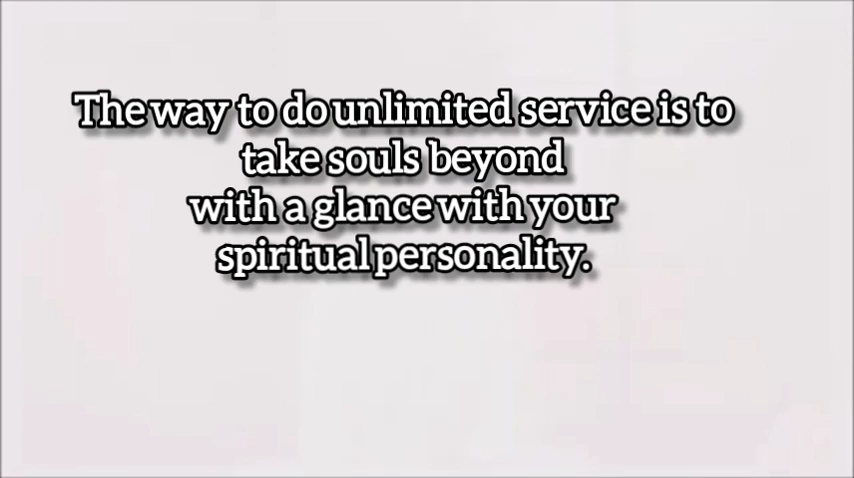 The way to do unlimited service is to
take souls beyond
with a glance with your
spiritual personality.